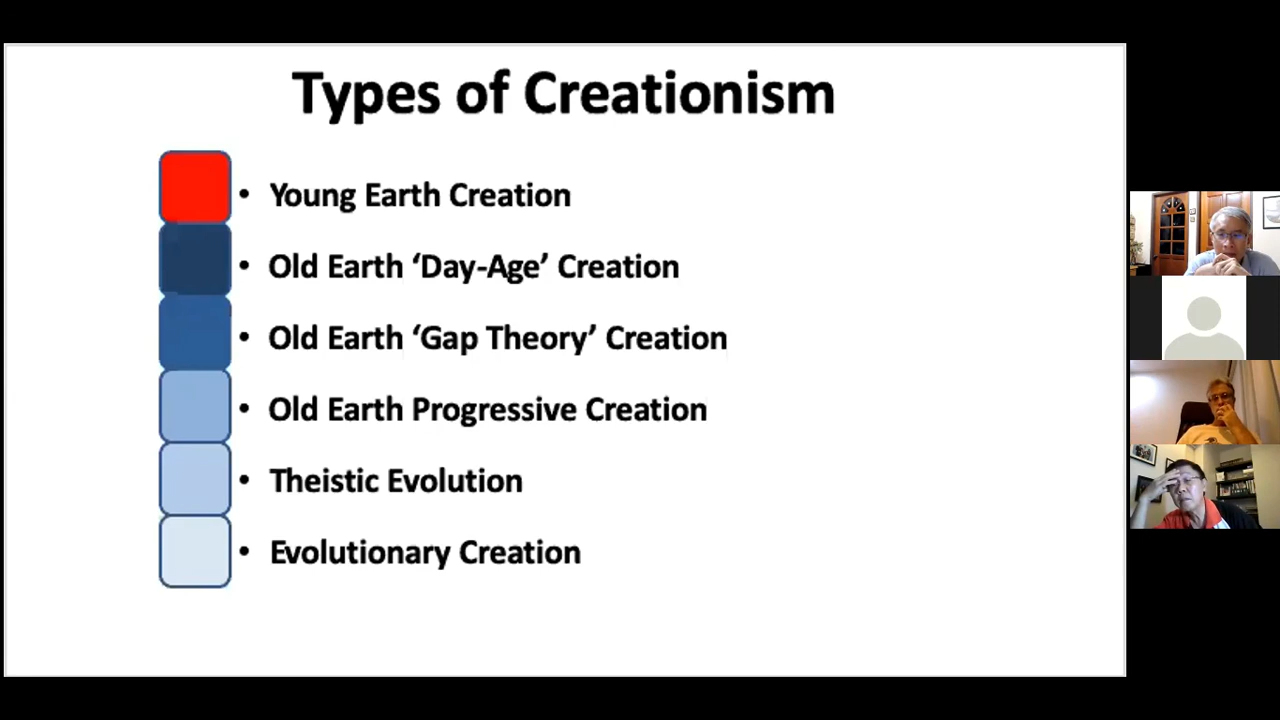 Types of Creationism
• Young Earth Creation
• Old Earth ‘Day-Age’ Creation
• Old Earth ‘Gap Theory’ Creation
• Old Earth Progressive Creation
• Theistic Evolution
• Evolutionary Creation